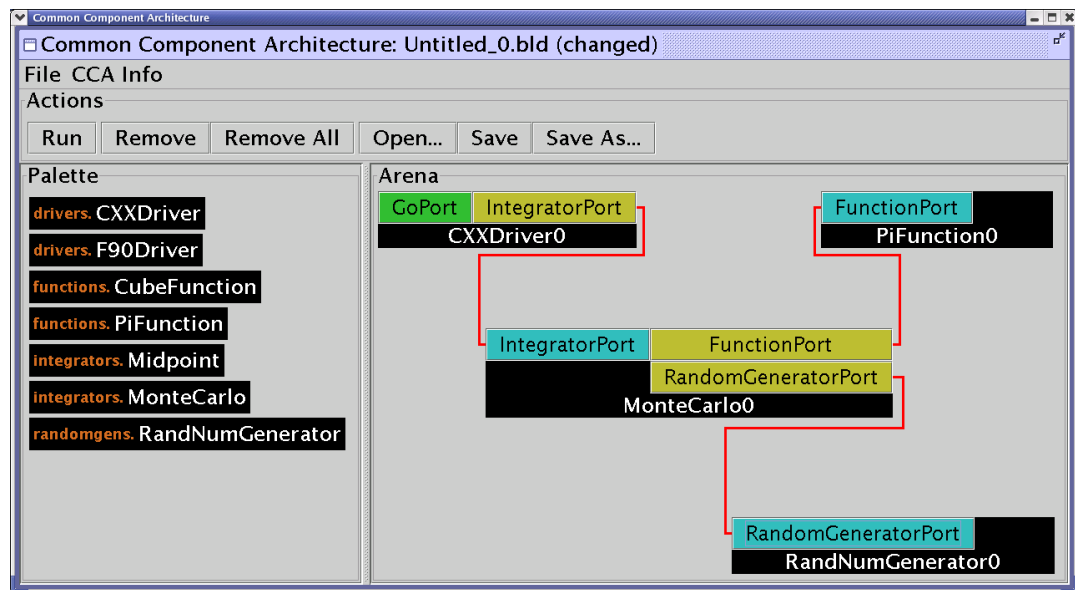 Common Component Architecture
Common Component Architecture: Untitled_0.bld (changed)
File CCA Info
Actions
Run Remove Remove All Open... Save Save As...
Palette
drivers. CXXDriver
drivers. F90Driver
functions. CubeFunction
functions. PiFunction
integrators. Midpoint
integrators. MonteCarlo
randomgens. RandNumGenerator
Arena
GoPort IntegratorPort
CXXDriver0
FunctionPort
PiFunction0
IntegratorPort FunctionPort
RandomGeneratorPort
MonteCarlo0
RandomGeneratorPort
RandNumGenerator0